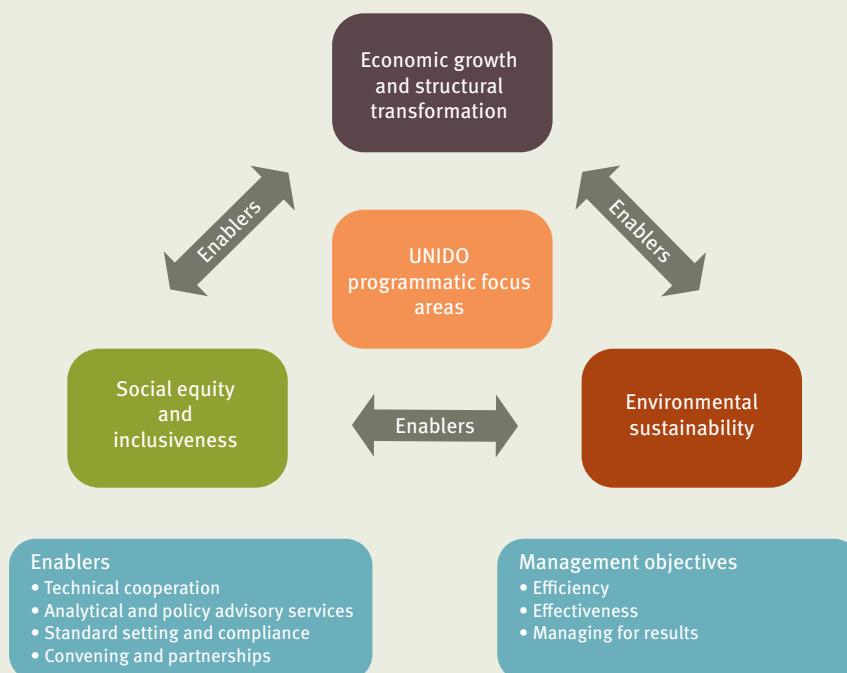 Economic growth
and structural
transformation
Enablers
Enablers
UNIDO
programmatic focus
areas
Social equity
and
inclusiveness
Enablers
Environmental
sustainability
Enablers
• Technical cooperation
• Analytical and policy advisory services
• Standard setting and compliance
• Convening and partnerships
Management objectives
• Efficiency
• Effectiveness
• Managing for results